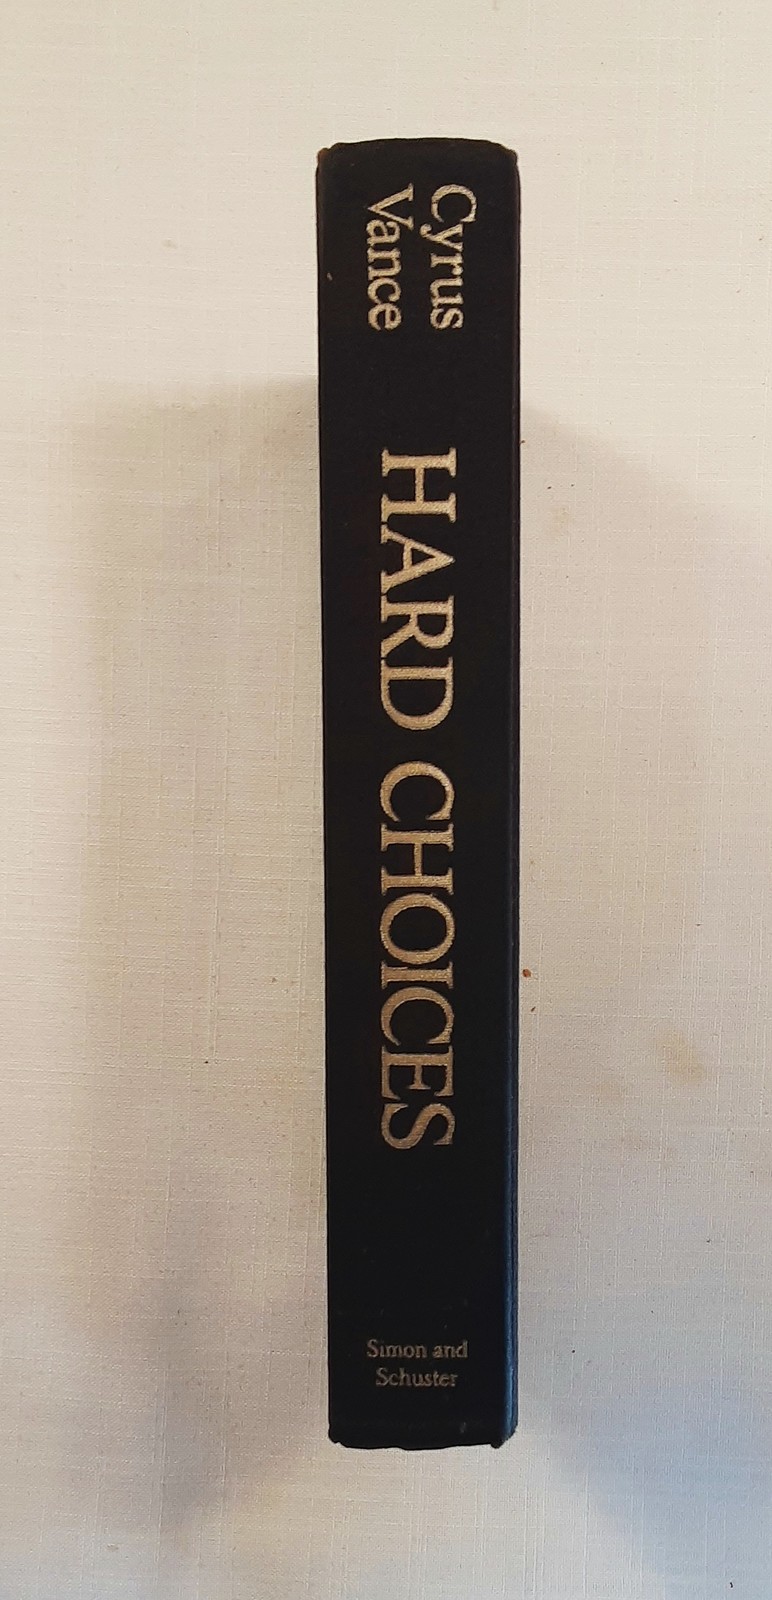 Cyrus
Vance
HARD CHOICES
Simon and
Schuster